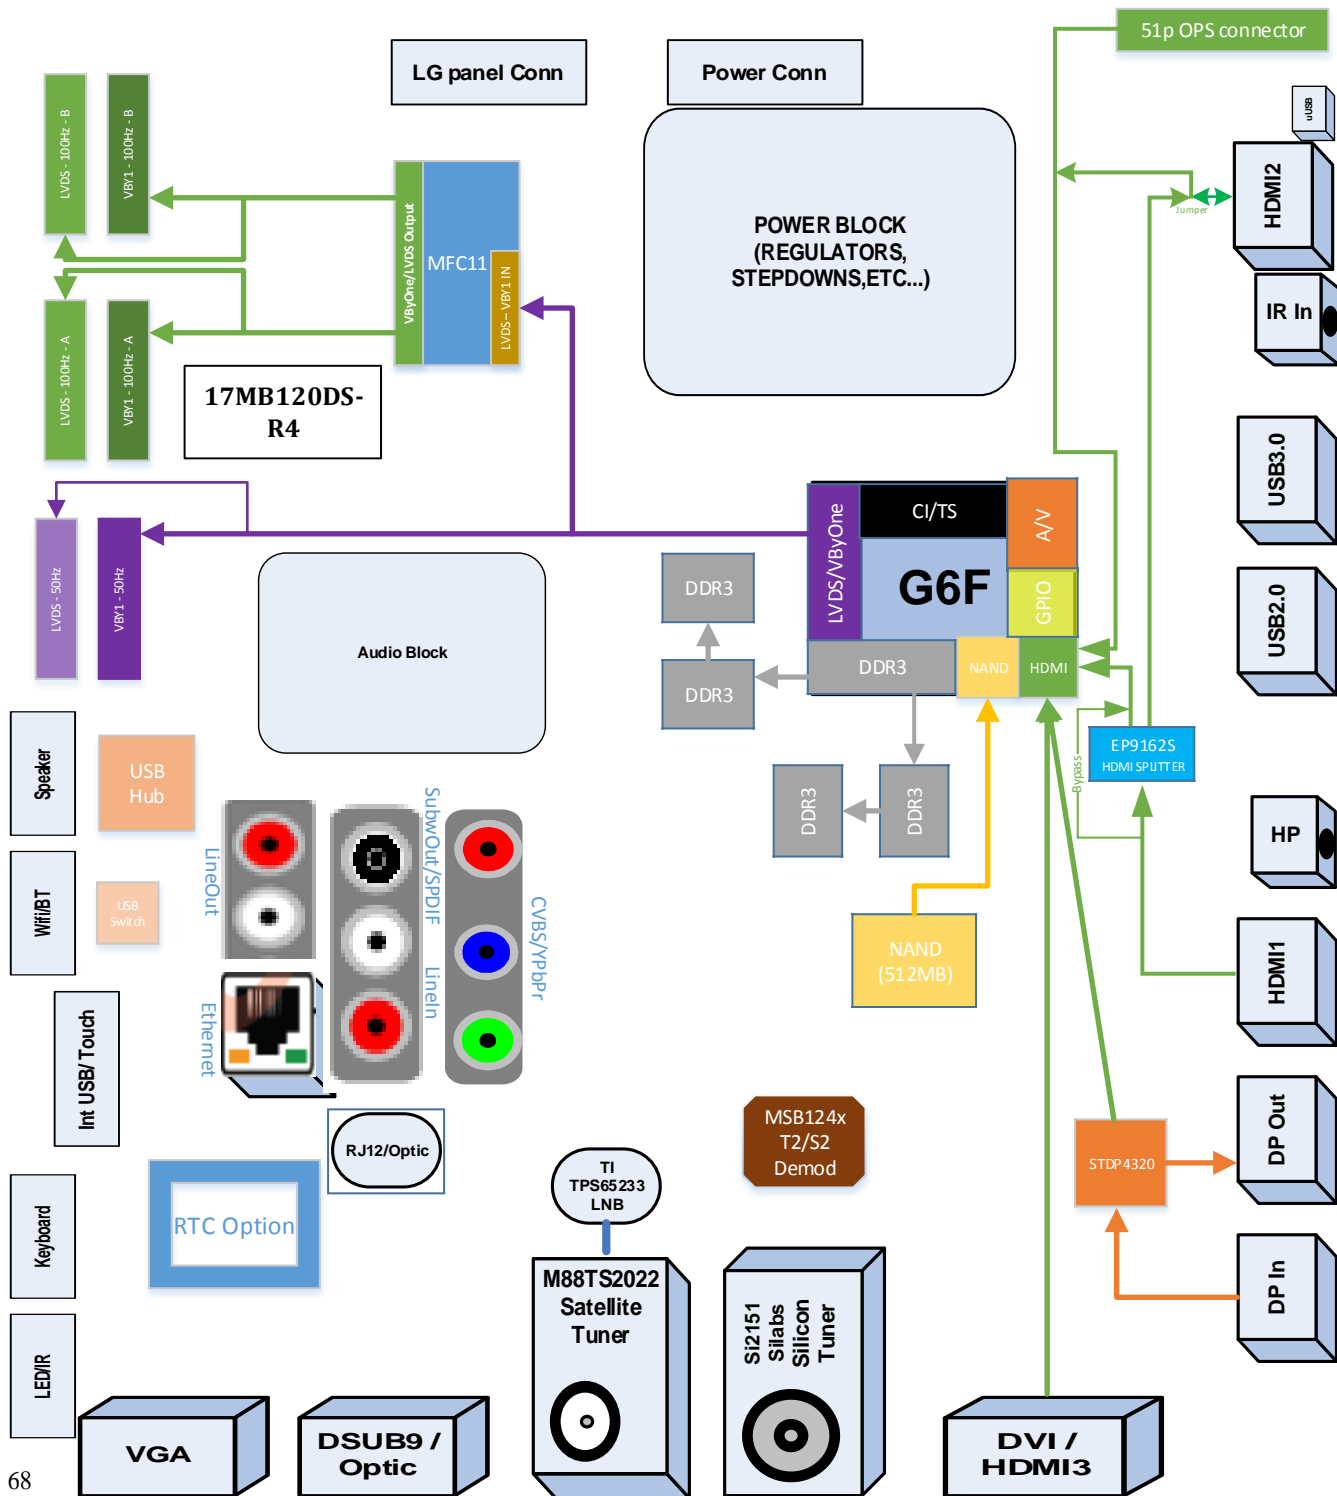 51p OPS connector
LG panel Conn
Power Conn
uUSB
LVDS - 100Hz - B
VBY1 - 100Hz - B
HDMI2
Jumper
VByOne/LVDS Output
MFC11
LVDS – VBY1 IN
POWER BLOCK
(REGULATORS,
STEPDOWNS,ETC...)
IR In
LVDS - 100Hz - A
VBY1 - 100Hz - A
17MB120DS-
R4
USB3.0
LVDS/VByOne
CI/TS
A/V
G6F
GPIO
DDR3
LVDS - 50Hz
VBY1 - 50Hz
USB2.0
Audio Block
DDR3
DDR3
NAND
HDMI
EP9162S
HDMI SPLITTER
Bypass
Speaker
USB
Hub
DDR3
DDR3
SubwOut/SPDIF
LineOut
HP
Wifi/BT
USB
Switch
CVBS/YPbPr
NAND
(512MB)
HDMI1
LineIn
Ethernet
Int USB/ Touch
MSB124x
T2/S2
Demod
DP Out
RJ12/Optic
TI
TPS65233
LNB
STDP4320
Keyboard
RTC Option
M88TS2022
Satellite
Tuner
Si2151
Silabs
Silicon
Tuner
DP In
LED/IR
VGA
DSUB9 /
Optic
DVI /
HDMI3
68